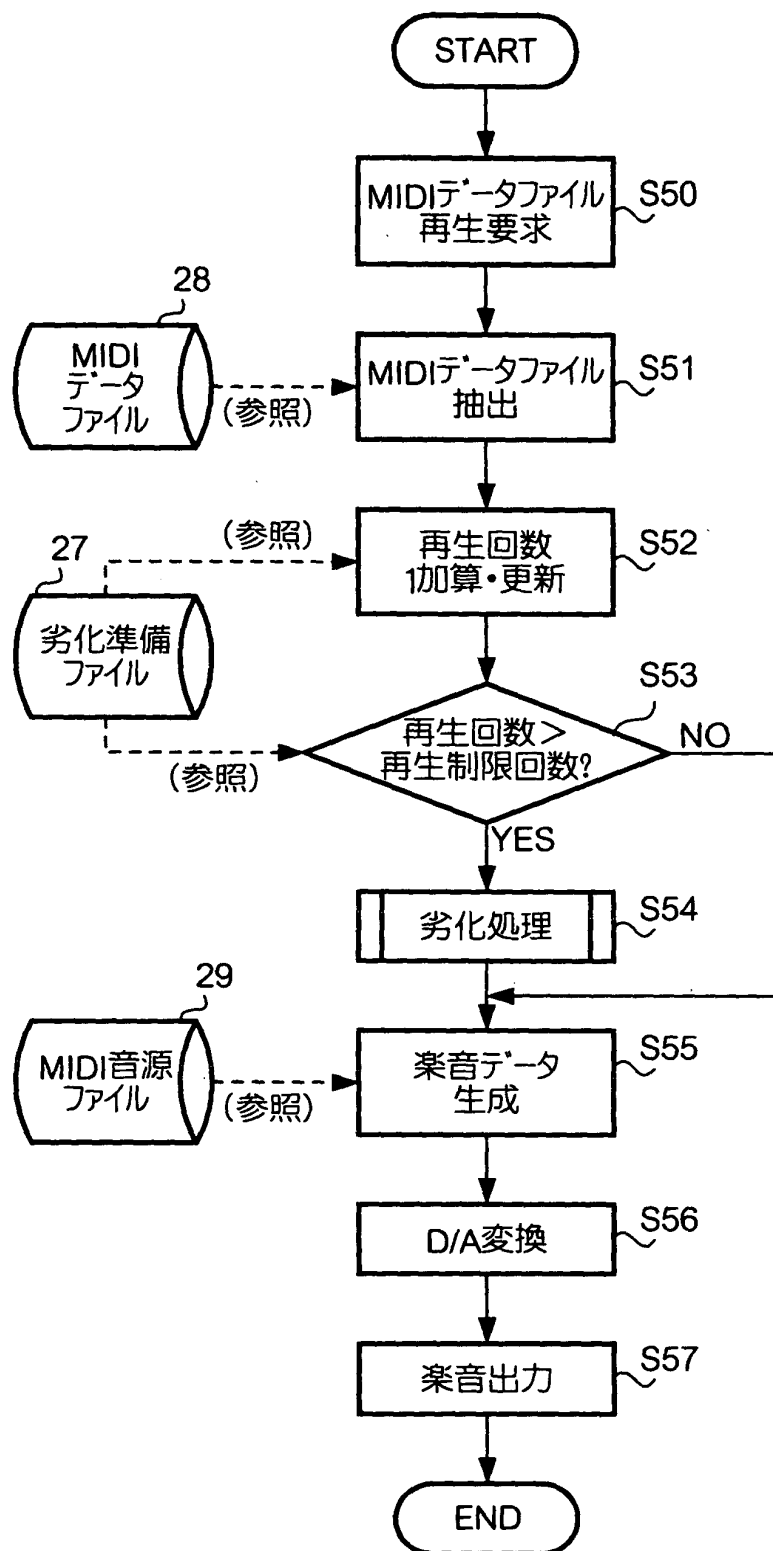 START
MIDIデータファイル
再生要求
S50
28
MIDI
データ
ファイル
(参照)
MIDIデータファイル
抽出
S51
(参照)
再生回数
1加算・更新
S52
27
劣化準備
ファイル
(参照)
再生回数>
再生制限回数?
S53
NO
YES
劣化処理
S54
29
MIDI音源
ファイル
(参照)
楽音データ
生成
S55
D/A変換
S56
楽音出力
S57
END